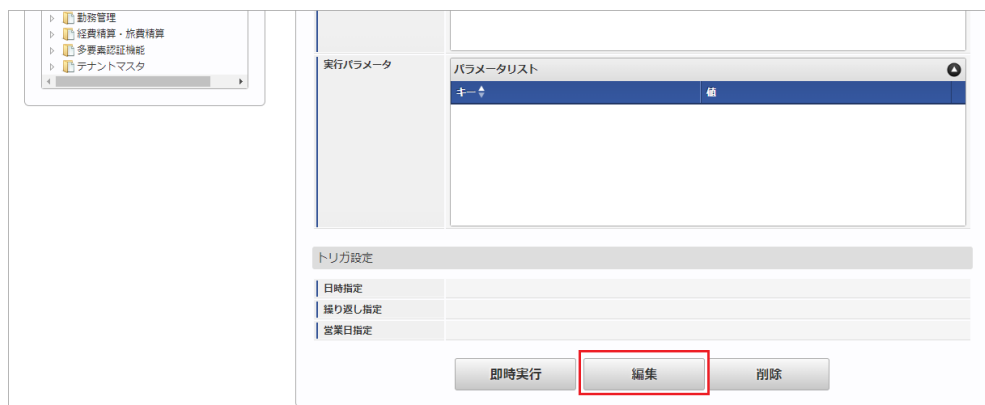 勤務管理
経費精算・旅費精算
多要素認証機能
テナントマスタ
実行パラメータ
パラメータリスト
キー 値
トリガ設定
日時指定
繰り返し指定
営業日指定
即時実行 編集 削除